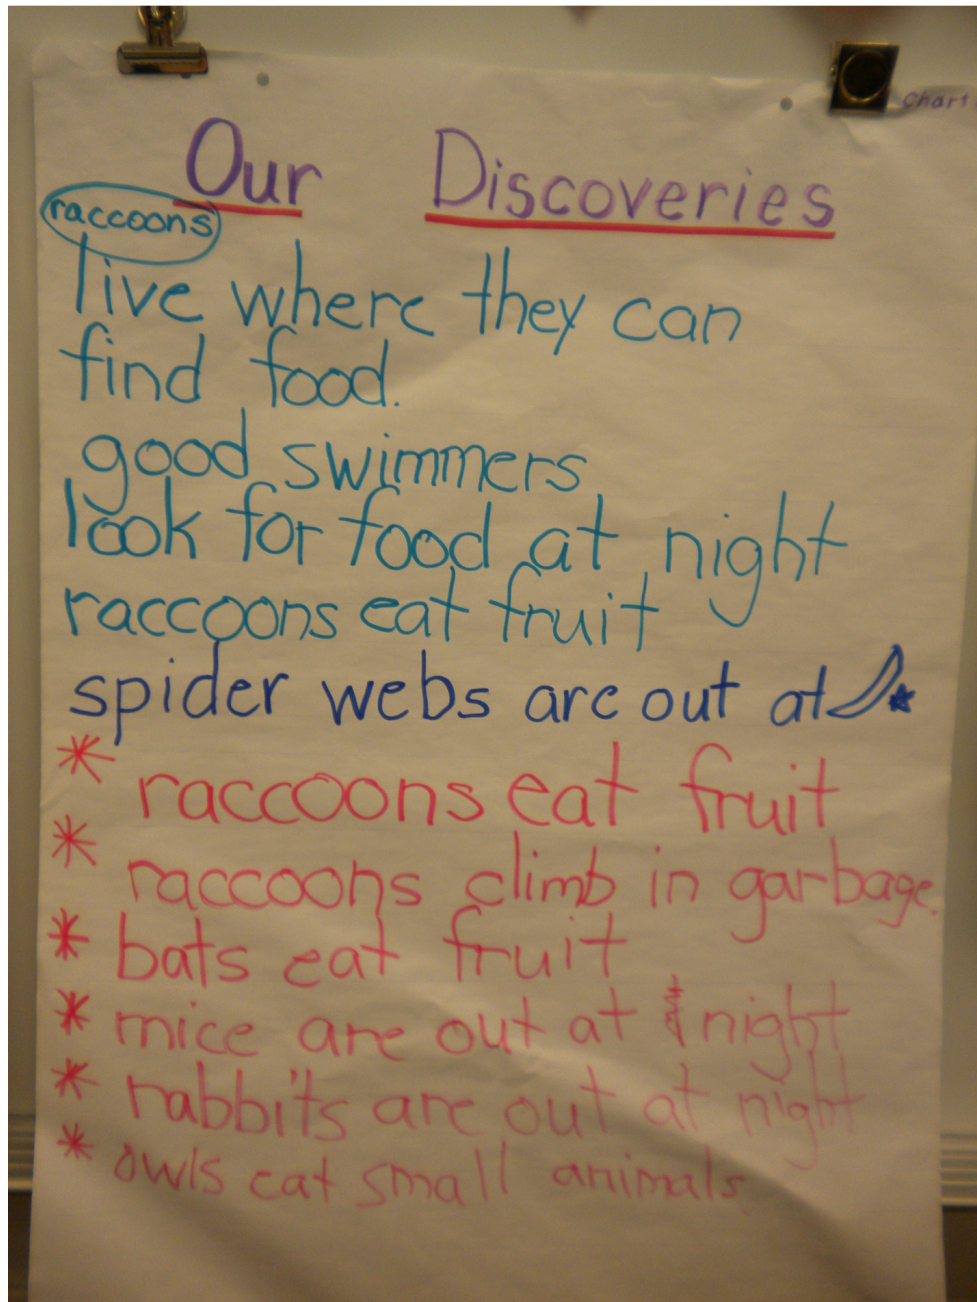 Chart
Our Discoveries
raccoons
live where they can
find food.
good swimmers
look for food at night
raccoons eat fruit
spider webs are out at
* raccoons eat fruit
* raccoons climb in garbage.
* bats eat fruit
* mice are out at night
* rabbits are out at night
* owls eat small animals